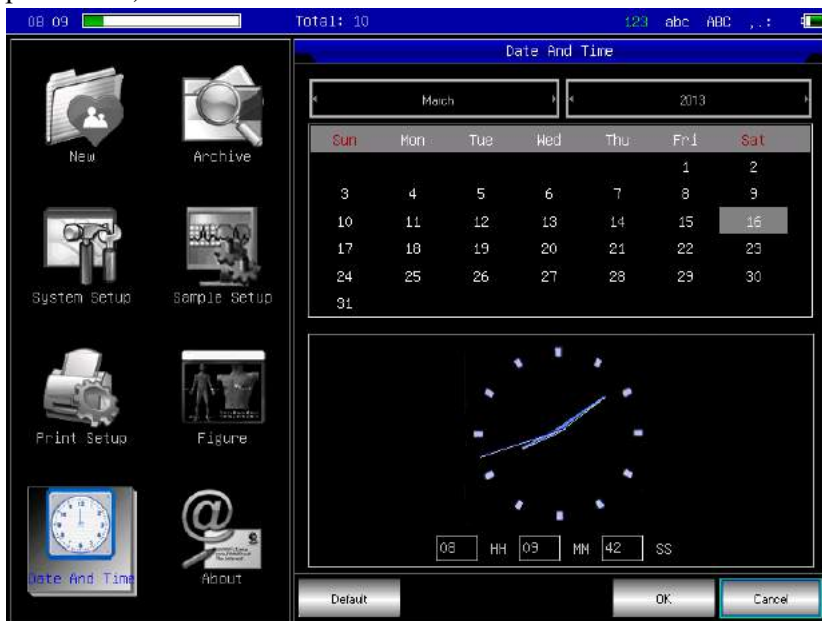 08 09 Total: 10 123 abc ABC ,.:
Date And Time
March 2013
Sun Mon Tue Wed Thu Fri Sat
1 2
3 4 5 6 7 8 9
10 11 12 13 14 15 16
17 18 19 20 21 22 23
24 25 26 27 28 29 30
31
08 HH 09 MM 42 SS
Default OK Cancel
New Archive
System Setup Sample Setup
Print Setup Figure
Date And Time About